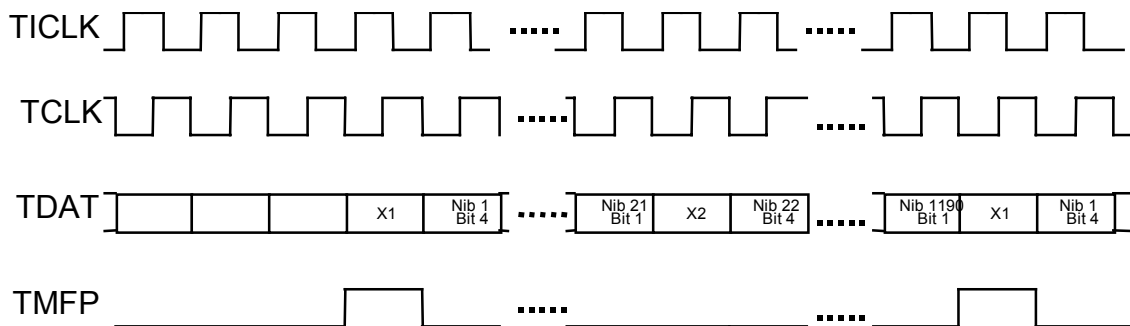 TICLK
TCLK
TDAT
X1
Nib 1
Bit 4
Nib 21
Bit 1
X2
Nib 22
Bit 4
Nib 1190
Bit 1
X1
Nib 1
Bit 4
TMFP